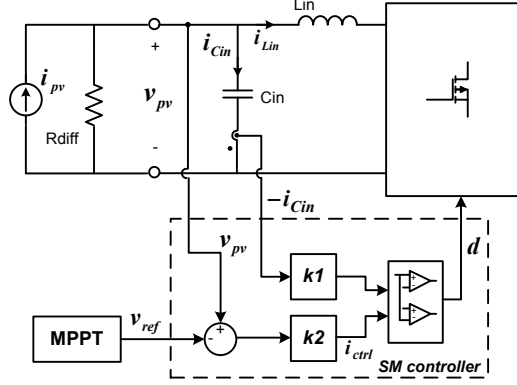 Lin
+
i_Cin
i_Lin
i_pv
Rdiff
v_pv
Cin
-
−i_Cin
v_pv
k1
d
MPPT
v_ref
+
-
k2
i_ctrl
+
-
+
-
SM controller